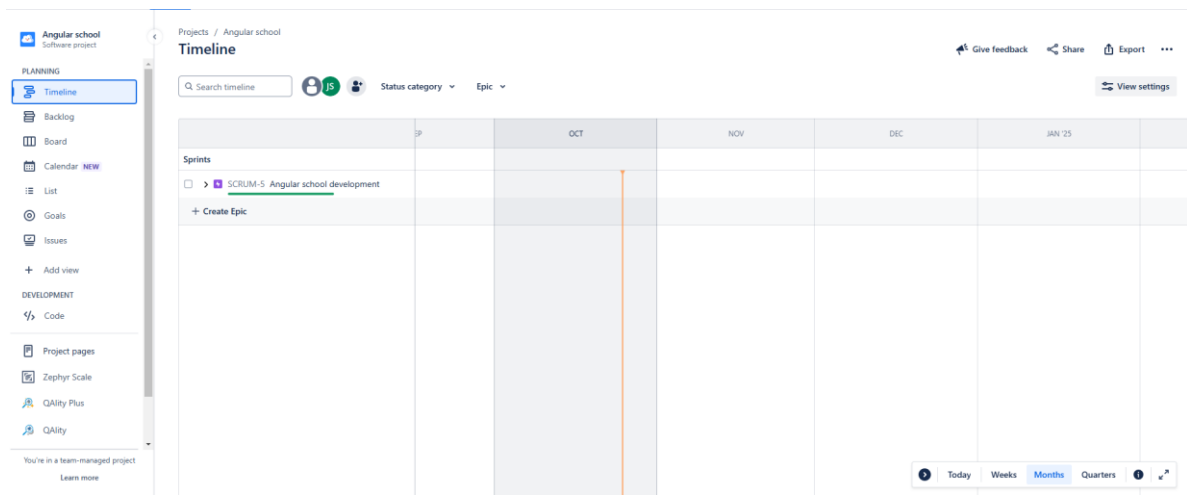 Angular school
Software project
PLANNING
Timeline
Backlog
Board
Calendar NEW
List
Goals
Issues
+ Add view
DEVELOPMENT
Code
Project pages
Zephyr Scale
QAlity Plus
QAlity
You're in a team-managed project
Learn more
Projects / Angular school
Timeline
Give feedback
Share
Export
Search timeline
JS
Status category
Epic
View settings
EP
OCT
NOV
DEC
JAN '25
Sprints
SCRUM-5 Angular school development
+ Create Epic
Today
Weeks
Months
Quarters